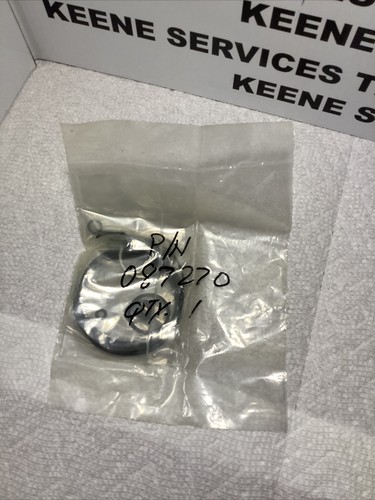 KEENE
KEENE SERVICES T
KEENE S
P/N
087270
QTY. 1